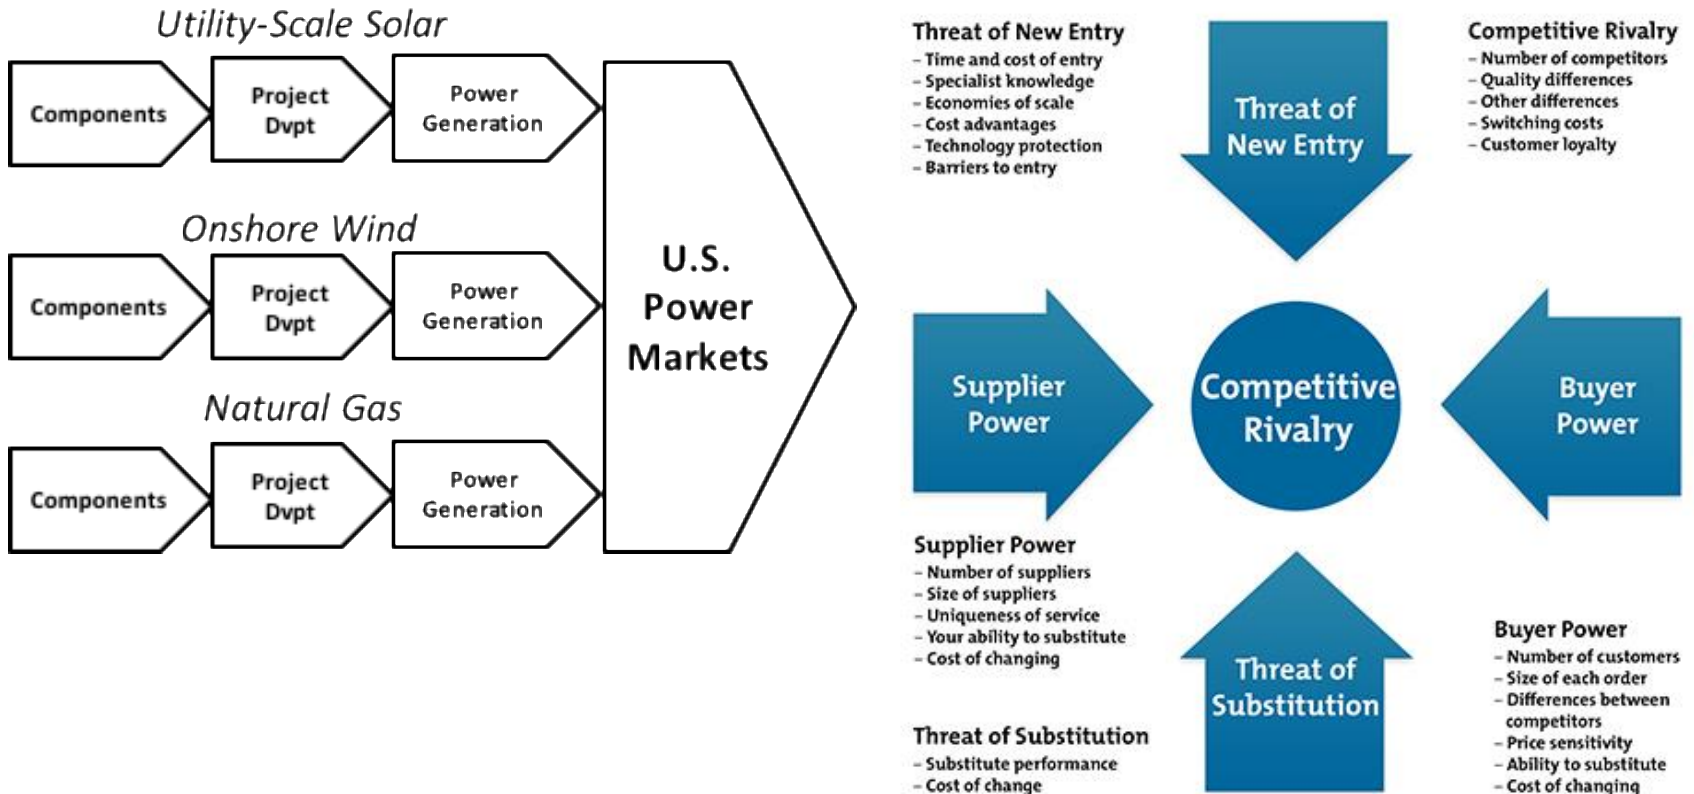 Utility-Scale Solar
Components
Project
Dvpt
Power
Generation
Onshore Wind
Components
Project
Dvpt
Power
Generation
Natural Gas
Components
Project
Dvpt
Power
Generation
U.S.
Power
Markets
Threat of New Entry
– Time and cost of entry
– Specialist knowledge
– Economies of scale
– Cost advantages
– Technology protection
– Barriers to entry
Threat of
New Entry
Competitive Rivalry
– Number of competitors
– Quality differences
– Other differences
– Switching costs
– Customer loyalty
Supplier
Power
Competitive
Rivalry
Buyer
Power
Supplier Power
– Number of suppliers
– Size of suppliers
– Uniqueness of service
– Your ability to substitute
– Cost of changing
Threat of Substitution
– Substitute performance
– Cost of change
Threat of
Substitution
Buyer Power
– Number of customers
– Size of each order
– Differences between
competitors
– Price sensitivity
– Ability to substitute
– Cost of changing